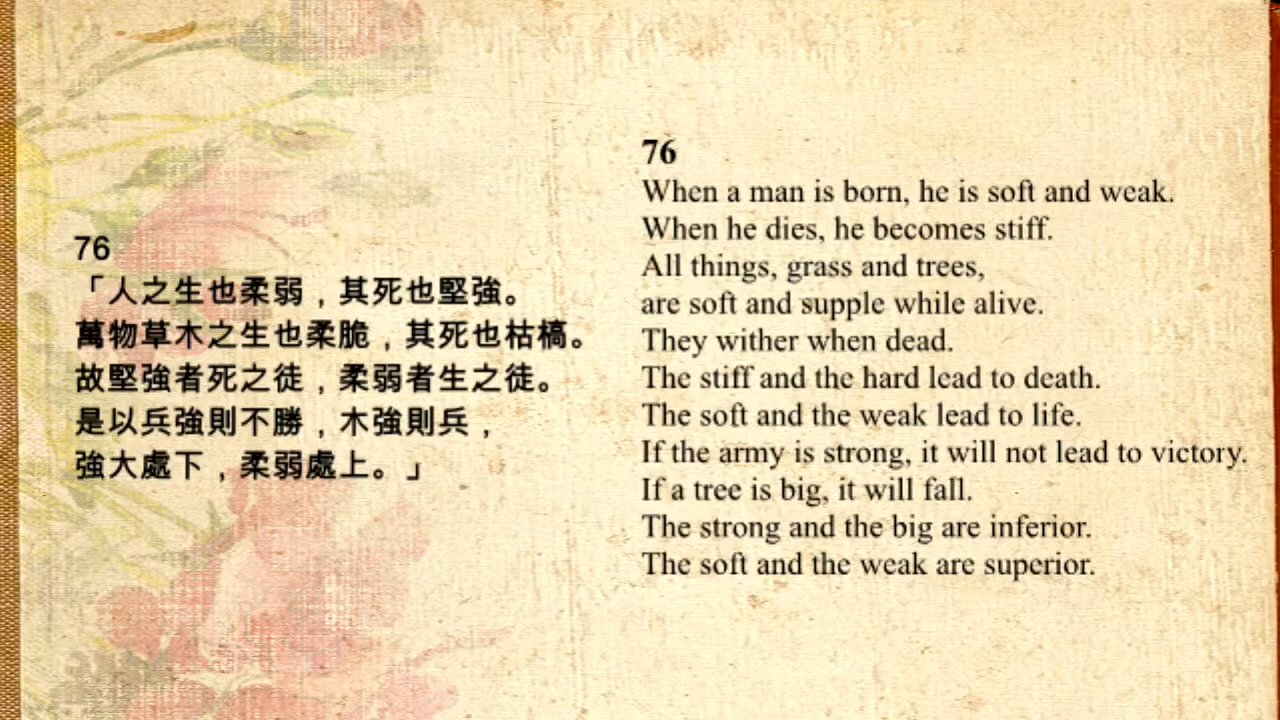 76
「人之生也柔弱，其死也堅強。
萬物草木之生也柔脆，其死也枯槁。
故堅強者死之徒，柔弱者生之徒。
是以兵強則不勝，木強則兵，
強大處下，柔弱處上。」
76
When a man is born, he is soft and weak.
When he dies, he becomes stiff.
All things, grass and trees,
are soft and supple while alive.
They wither when dead.
The stiff and the hard lead to death.
The soft and the weak lead to life.
If the army is strong, it will not lead to victory.
If a tree is big, it will fall.
The strong and the big are inferior.
The soft and the weak are superior.